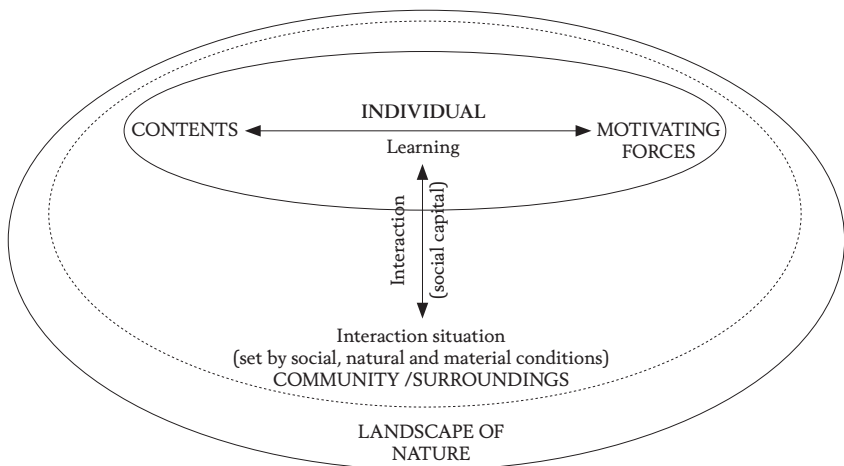 INDIVIDUAL
CONTENTS
MOTIVATING
FORCES
Learning
Interaction
(social capital)
Interaction situation
(set by social, natural and material conditions)
COMMUNITY /SURROUNDINGS
LANDSCAPE OF
NATURE